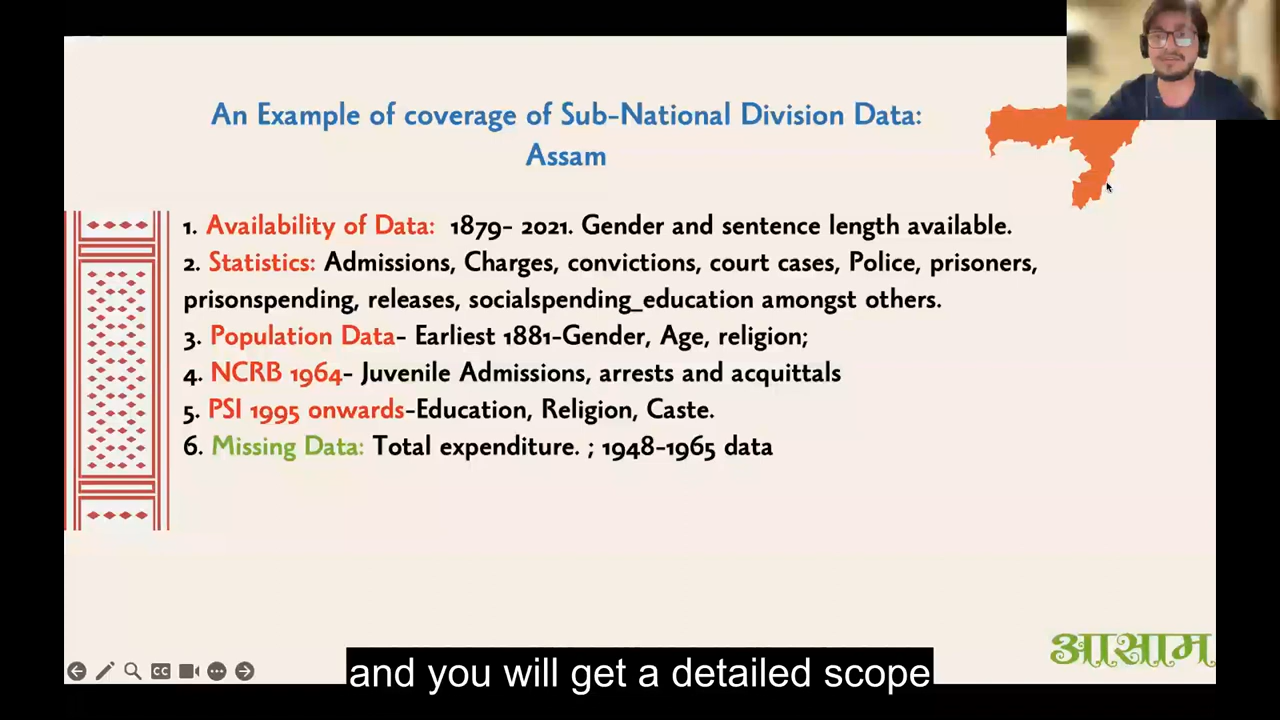 An Example of coverage of Sub-National Division Data:
Assam
1. Availability of Data: 1879- 2021. Gender and sentence length available.
2. Statistics: Admissions, Charges, convictions, court cases, Police, prisoners,
prisonspending, releases, socialspending_education amongst others.
3. Population Data- Earliest 1881-Gender, Age, religion;
4. NCRB 1964- Juvenile Admissions, arrests and acquittals
5. PSI 1995 onwards-Education, Religion, Caste.
6. Missing Data: Total expenditure. ; 1948-1965 data
आसाम
CC
and you will get a detailed scope